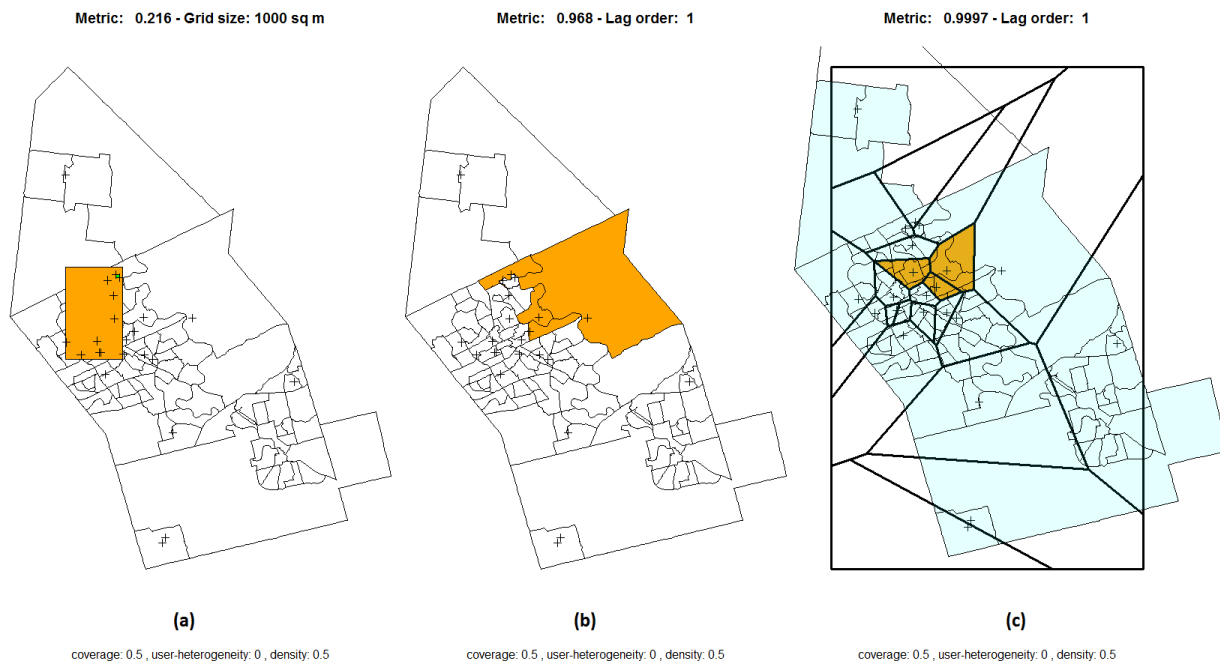 Metric: 0.216 - Grid size: 1000 sq m
Metric: 0.968 - Lag order: 1
Metric: 0.9997 - Lag order: 1
(a)
(b)
(c)
coverage: 0.5 , user-heterogeneity: 0 , density: 0.5
coverage: 0.5 , user-heterogeneity: 0 , density: 0.5
coverage: 0.5 , user-heterogeneity: 0 , density: 0.5